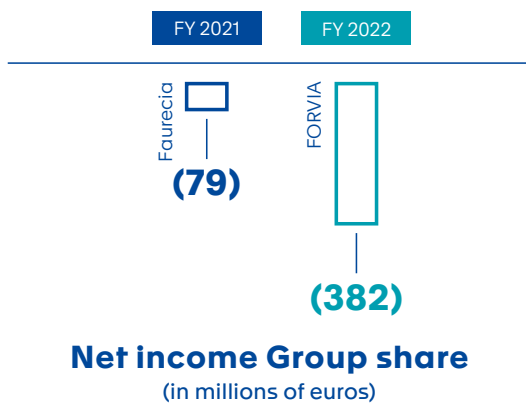 FY 2021
FY 2022
Faurecia
FORVIA
(79)
(382)
Net income Group share
(in millions of euros)